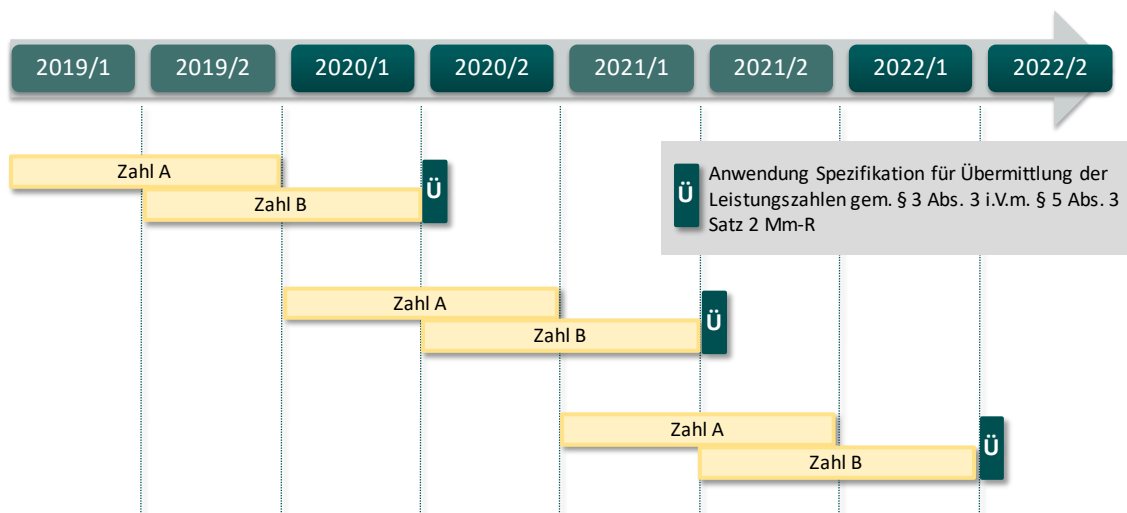 2019/1
2019/2
2020/1
2020/2
2021/1
2021/2
2022/1
2022/2
Zahl A
Zahl B
Ü
Ü
Anwendung Spezifikation für Übermittlung der
Leistungszahlen gem. § 3 Abs. 3 i.V.m. § 5 Abs. 3
Satz 2 Mm-R
Zahl A
Zahl B
Ü
Zahl A
Zahl B
Ü